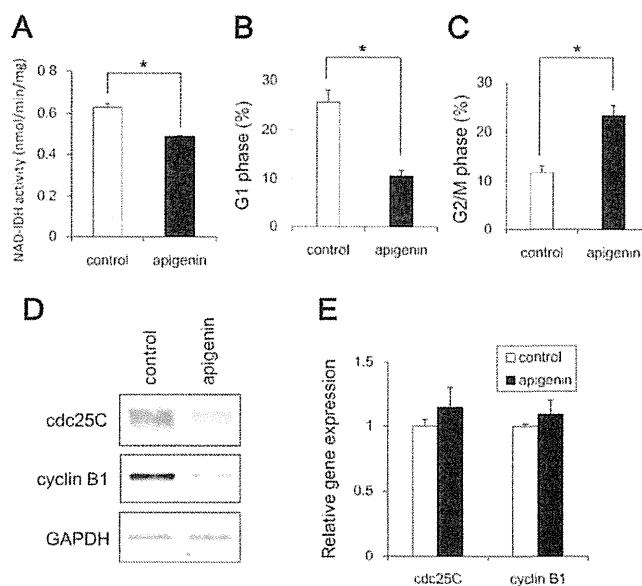 A
NAD-IDH activity (nmol/min/mg)
0.8
0.6
0.4
0.2
0
*
control
apigenin
B
G1 phase (%)
30
20
10
0
*
control
apigenin
C
G2/M phase (%)
30
20
10
0
*
control
apigenin
D
control
apigenin
cdc25C
cyclin B1
GAPDH
E
Relative gene expression
1.5
1
0.5
0
control
apigenin
cdc25C
cyclin B1